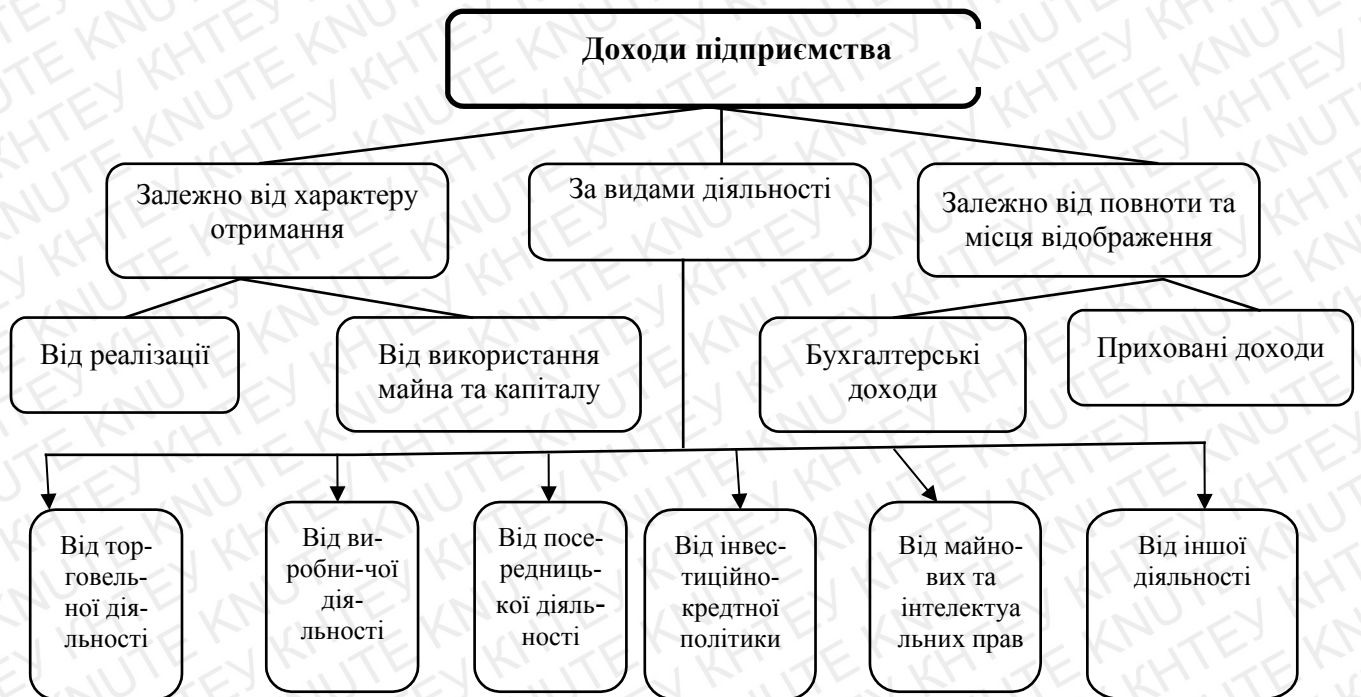 Доходи підприємства
Залежно від характеру
отримання
За видами діяльності
Залежно від повноти та
місця відображення
Від реалізації
Від використання
майна та капіталу
Бухгалтерські
доходи
Приховані доходи
Від тор-
говель-
ної дія-
льності
Від ви-
робни-чої
дія-
льності
Від посе-
редниць-
кої діяль-
ності
Від інвес-
тиційно-
кредтної
політики
Від майно-
вих та
інтелектуа
льних прав
Від іншої
діяльності